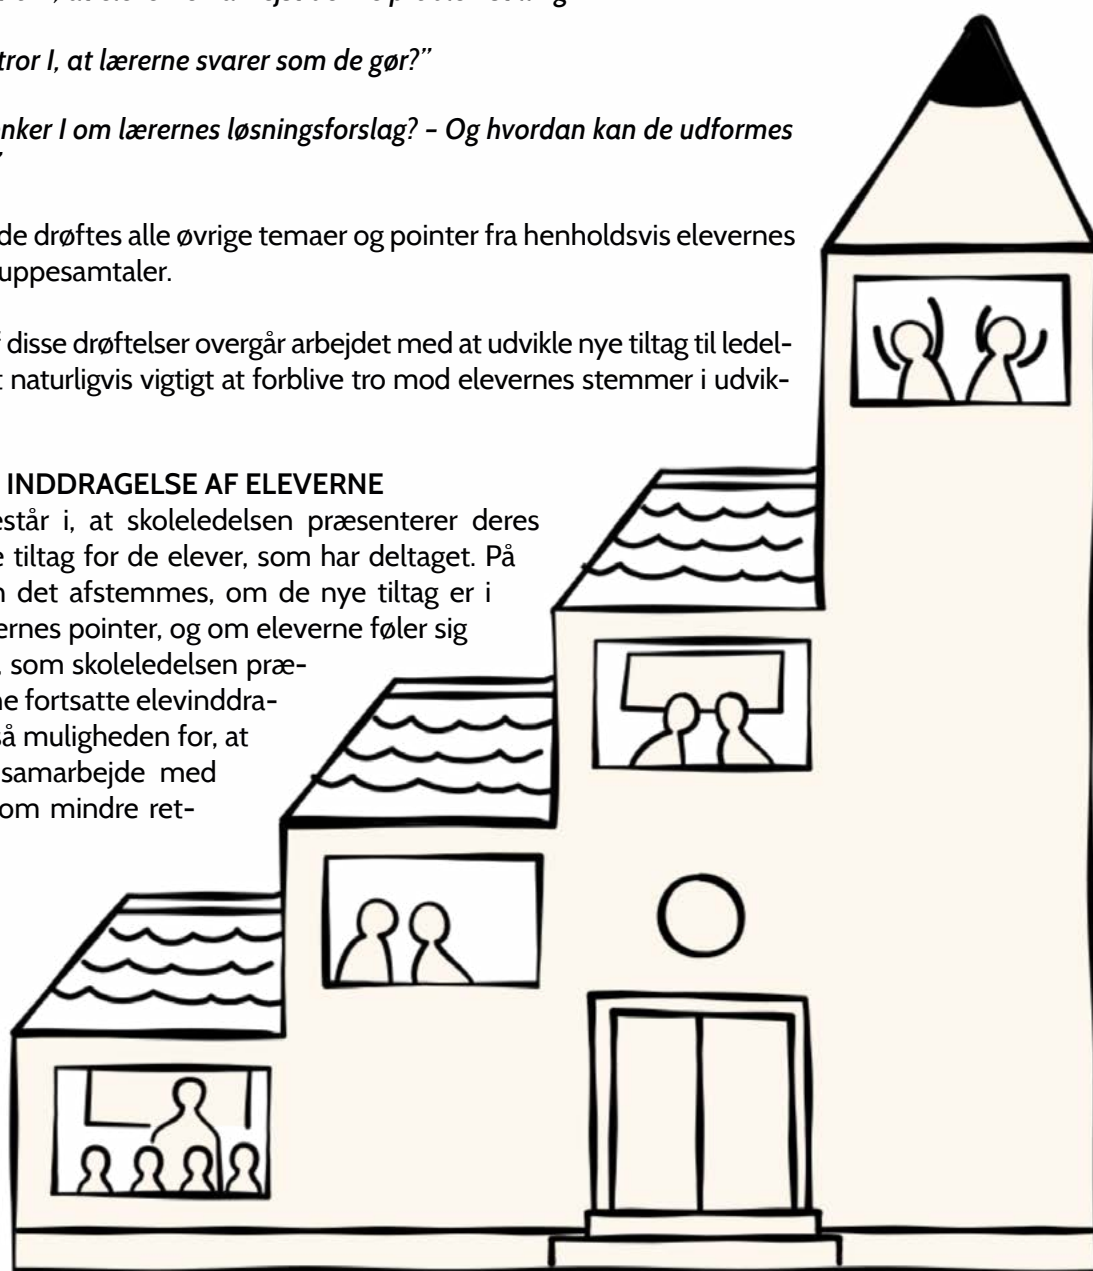 tror I, at lærerne svarer som de gør?”
nker I om lærernes løsningsforslag? – Og hvordan kan de udformes
de drøftes alle øvrige temaer og pointer fra henholdsvis elevernes
uppesamtaler.
disse drøftelser overgår arbejdet med at udvikle nye tiltag til ledel-
t naturligvis vigtigt at forblive tro mod elevernes stemmer i udvik-
INDDRAGELSE AF ELEVERNE
estår i, at skoleledelsen præsenterer deres
e tiltag for de elever, som har deltaget. På
n det afstemmes, om de nye tiltag er i
ernes pointer, og om eleverne føler sig
som skoleledelsen præ-
ne fortsatte elevinddra-
så muligheden for, at
samarbejde med
om mindre ret-